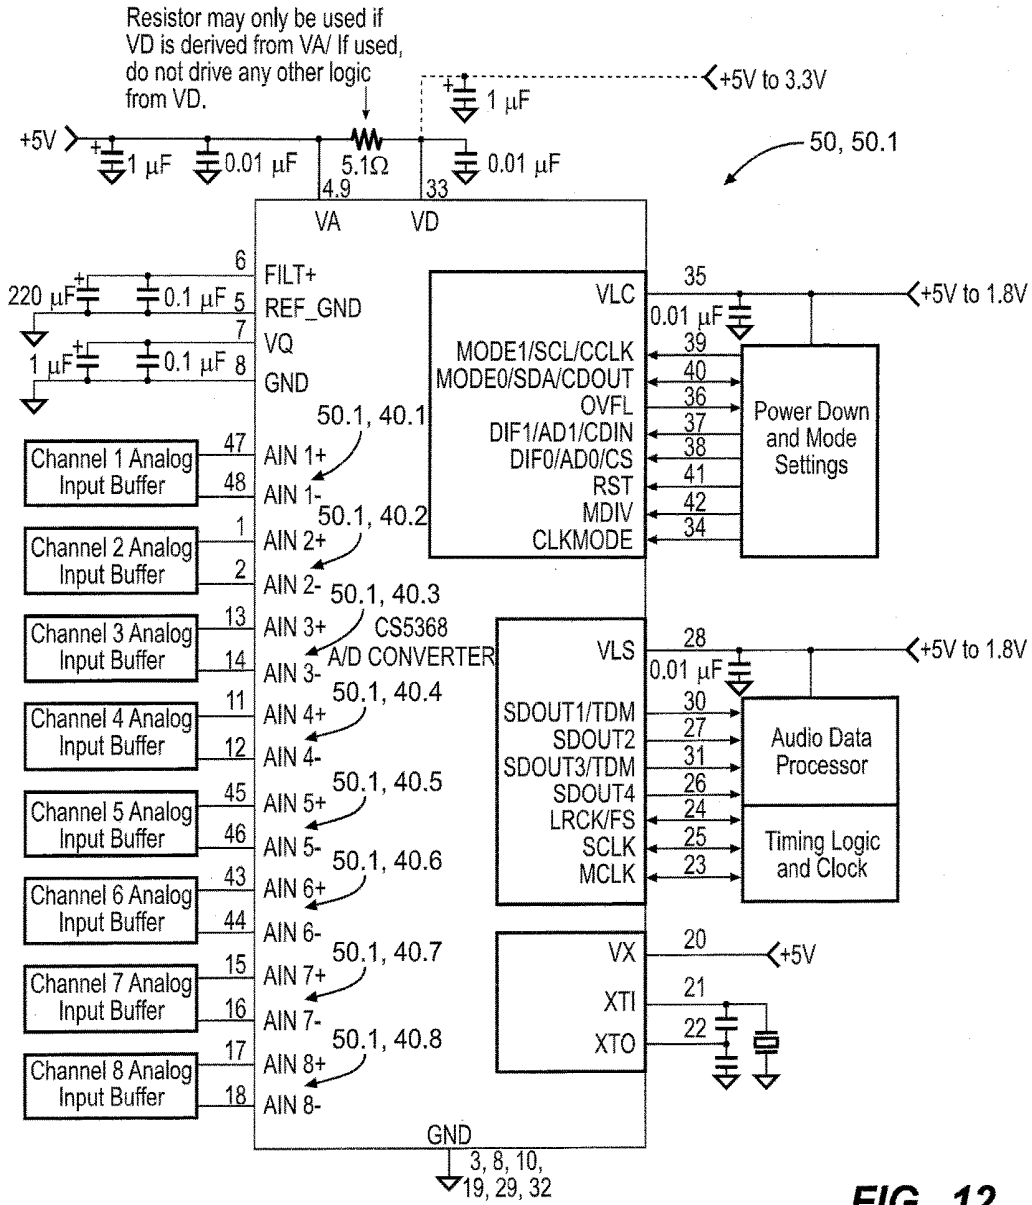 Resistor may only be used if
VD is derived from VA/ If used,
do not drive any other logic
from VD.
+5V to 3.3V
+
1 µF
+5V
+
1 µF
0.01 µF
5.1Ω
0.01 µF
50, 50.1
4.9
33
VA
VD
6
FILT+
+
220 µF
0.1 µF
5
REF_GND
7
VQ
+
1 µF
0.1 µF
8
GND
35
VLC
+5V to 1.8V
0.01 µF
39
MODE1/SCL/CCLK
40
MODE0/SDA/CDOUT
36
OVFL
37
DIF1/AD1/CDIN
38
DIF0/AD0/CS
41
RST
42
MDIV
34
CLKMODE
Power Down
and Mode
Settings
50.1, 40.1
Channel 1 Analog
Input Buffer
47
AIN 1+
48
AIN 1-
50.1, 40.2
Channel 2 Analog
Input Buffer
1
AIN 2+
2
AIN 2-
50.1, 40.3
Channel 3 Analog
Input Buffer
13
AIN 3+
14
AIN 3-
CS5368
A/D CONVERTER
50.1, 40.4
Channel 4 Analog
Input Buffer
11
AIN 4+
12
AIN 4-
50.1, 40.5
Channel 5 Analog
Input Buffer
45
AIN 5+
46
AIN 5-
50.1, 40.6
Channel 6 Analog
Input Buffer
43
AIN 6+
44
AIN 6-
50.1, 40.7
Channel 7 Analog
Input Buffer
15
AIN 7+
16
AIN 7-
50.1, 40.8
Channel 8 Analog
Input Buffer
17
AIN 8+
18
AIN 8-
28
VLS
+5V to 1.8V
0.01 µF
30
SDOUT1/TDM
27
SDOUT2
31
SDOUT3/TDM
26
SDOUT4
24
LRCK/FS
25
SCLK
23
MCLK
Audio Data
Processor
Timing Logic
and Clock
20
VX
+5V
21
XTI
22
XTO
GND
3, 8, 10,
19, 29, 32
FIG. 12